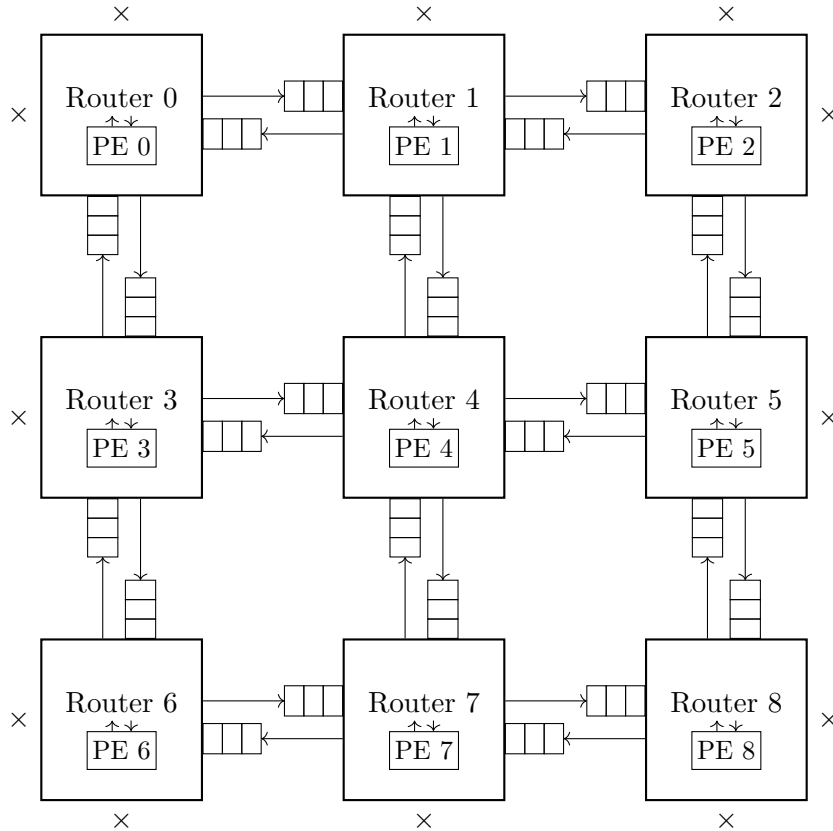 × × ×
Router 0 Router 1 Router 2
× ×
PE 0 PE 1 PE 2
Router 3 Router 4 Router 5
× ×
PE 3 PE 4 PE 5
Router 6 Router 7 Router 8
× ×
PE 6 PE 7 PE 8
× × ×